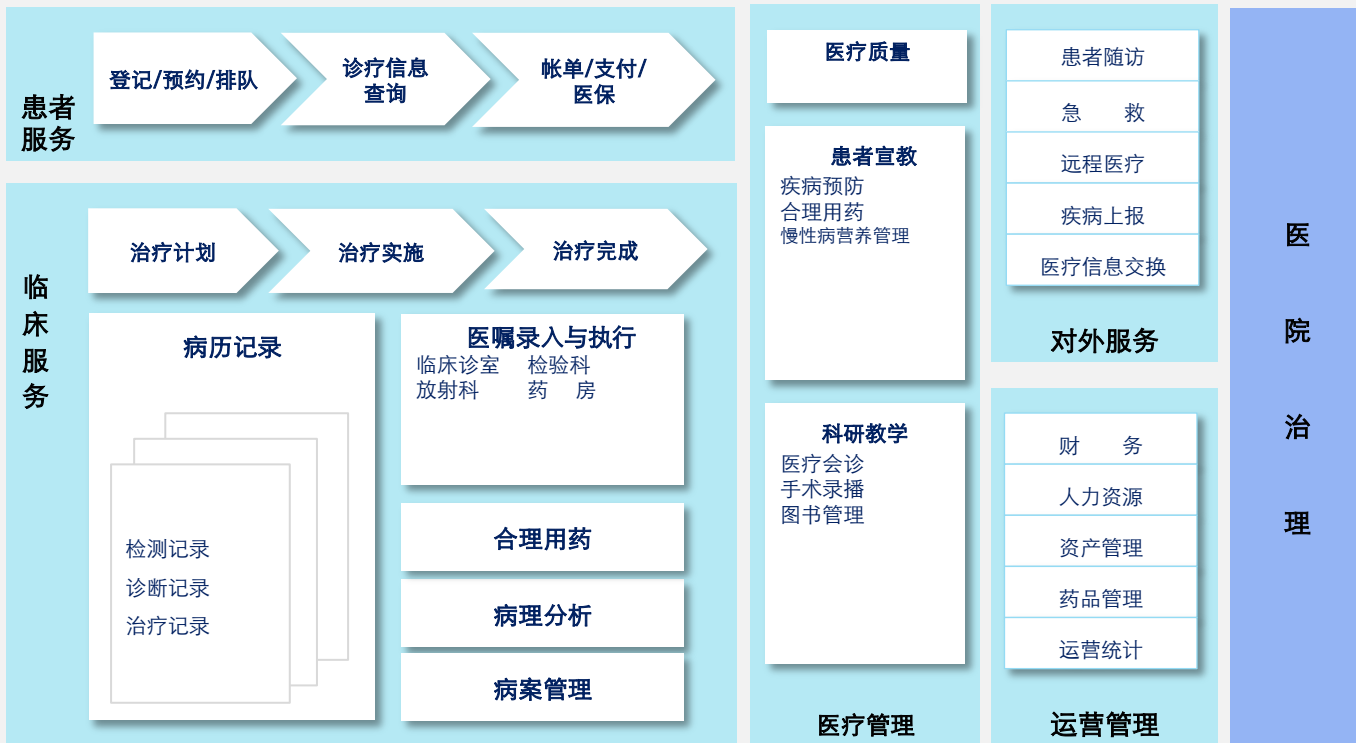 患者
服务
登记/预约/排队
诊疗信息
查询
帐单/支付/
医保
临
床
服
务
治疗计划
治疗实施
治疗完成
病历记录
检测记录
诊断记录
治疗记录
医嘱录入与执行
临床诊室 检验科
放射科 药 房
合理用药
病理分析
病案管理
医疗质量
患者宣教
疾病预防
合理用药
慢性病营养管理
科研教学
医疗会诊
手术录播
图书管理
医疗管理
患者随访
急 救
远程医疗
疾病上报
医疗信息交换
对外服务
财 务
人力资源
资产管理
药品管理
运营统计
运营管理
医
院
治
理